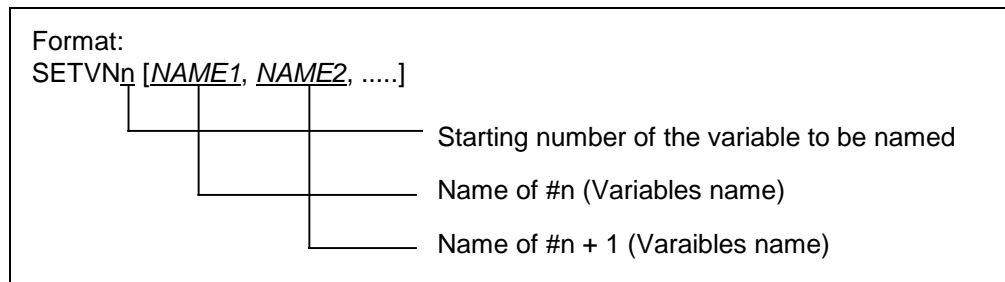 Format:
SETVNn [NAME1, NAME2, .....]
Starting number of the variable to be named
Name of #n (Variables name)
Name of #n + 1 (Varaibles name)